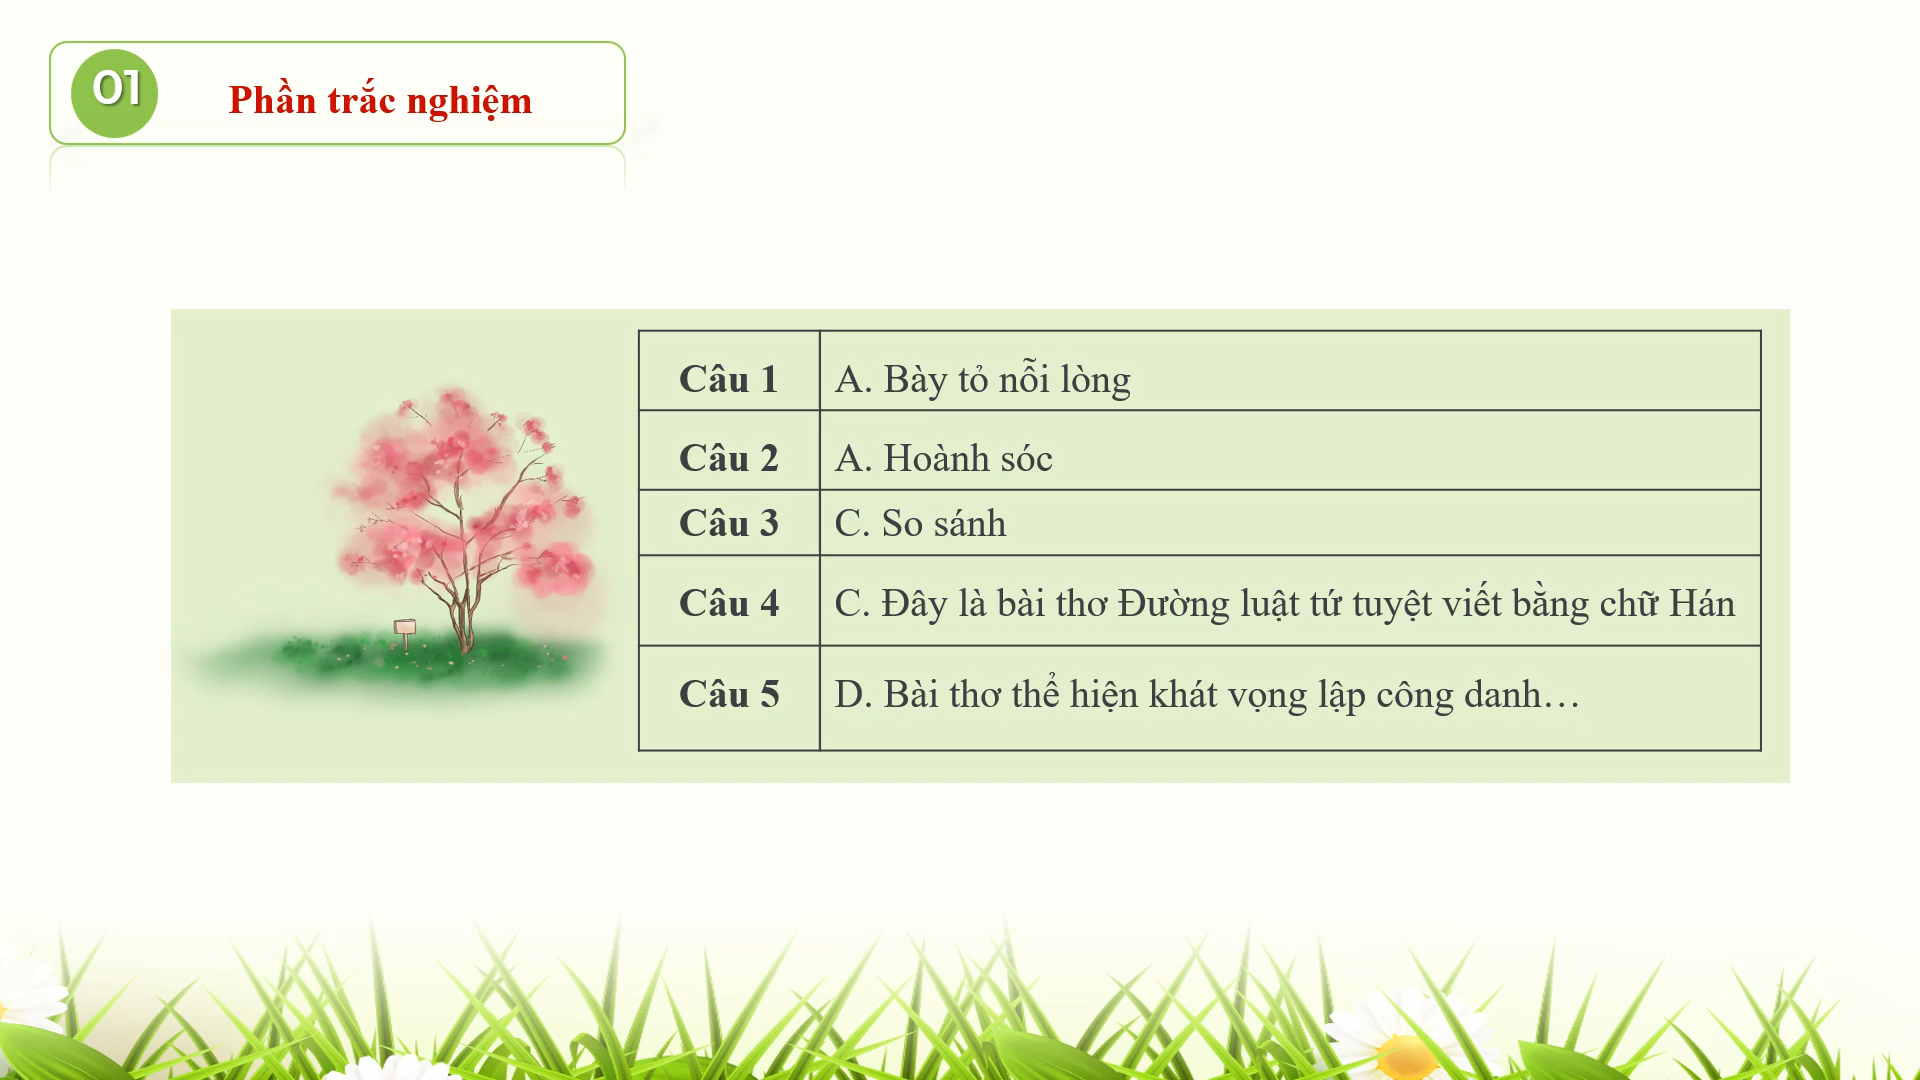 01
Phần trắc nghiệm
Câu 1 A. Bày tỏ nỗi lòng
Câu 2 A. Hoành sóc
Câu 3 C. So sánh
Câu 4 C. Đây là bài thơ Đường luật tứ tuyệt viết bằng chữ Hán
Câu 5 D. Bài thơ thể hiện khát vọng lập công danh…